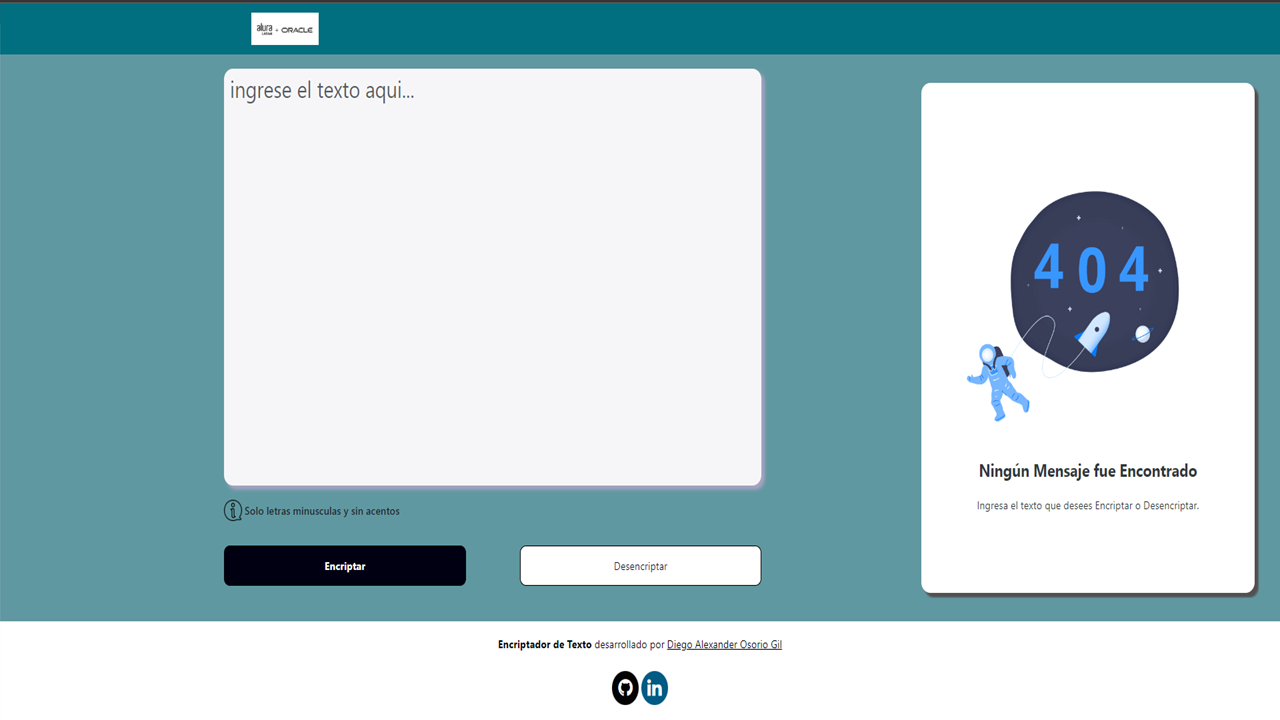 alura + ORACLE
LATAM
ingrese el texto aqui...
404
Ningún Mensaje fue Encontrado
Ingresa el texto que desees Encriptar o Desencriptar.
Solo letras minusculas y sin acentos
Encriptar
Desencriptar
Encriptador de Texto desarrollado por Diego Alexander Osorio Gil
in